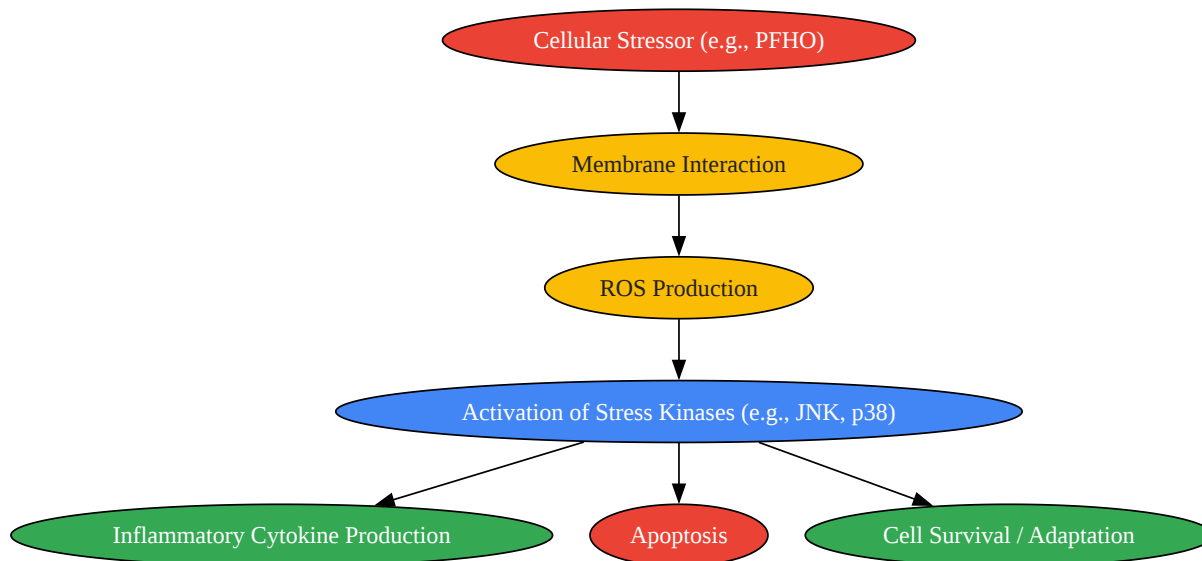 Cellular Stressor (e.g., PFHO)
Membrane Interaction
ROS Production
Activation of Stress Kinases (e.g., JNK, p38)
Inflammatory Cytokine Production
Apoptosis
Cell Survival / Adaptation